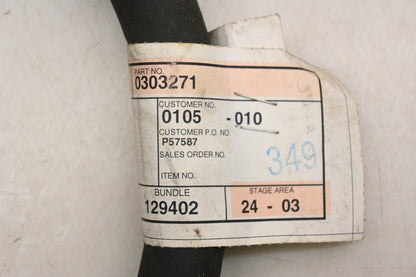 PART NO.
0303271
CUSTOMER NO.
0105 -010
CUSTOMER P.O. NO.
P57587
SALES ORDER NO.
349
ITEM NO.
BUNDLE STAGE AREA
129402 24 - 03